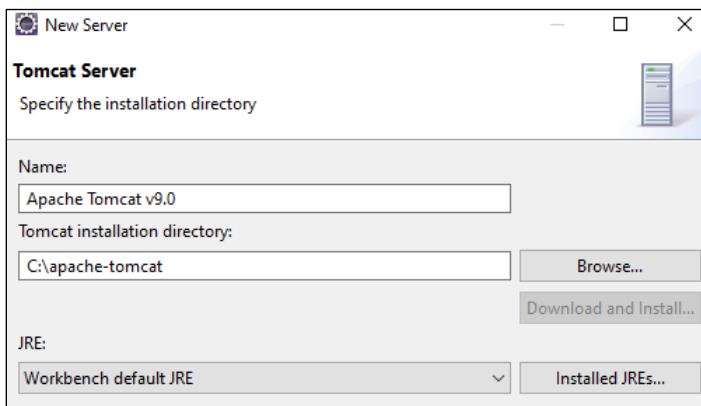 New Server
Tomcat Server
Specify the installation directory
Name:
Apache Tomcat v9.0
Tomcat installation directory:
C:\apache-tomcat
Browse...
Download and Install...
JRE:
Workbench default JRE
Installed JREs...